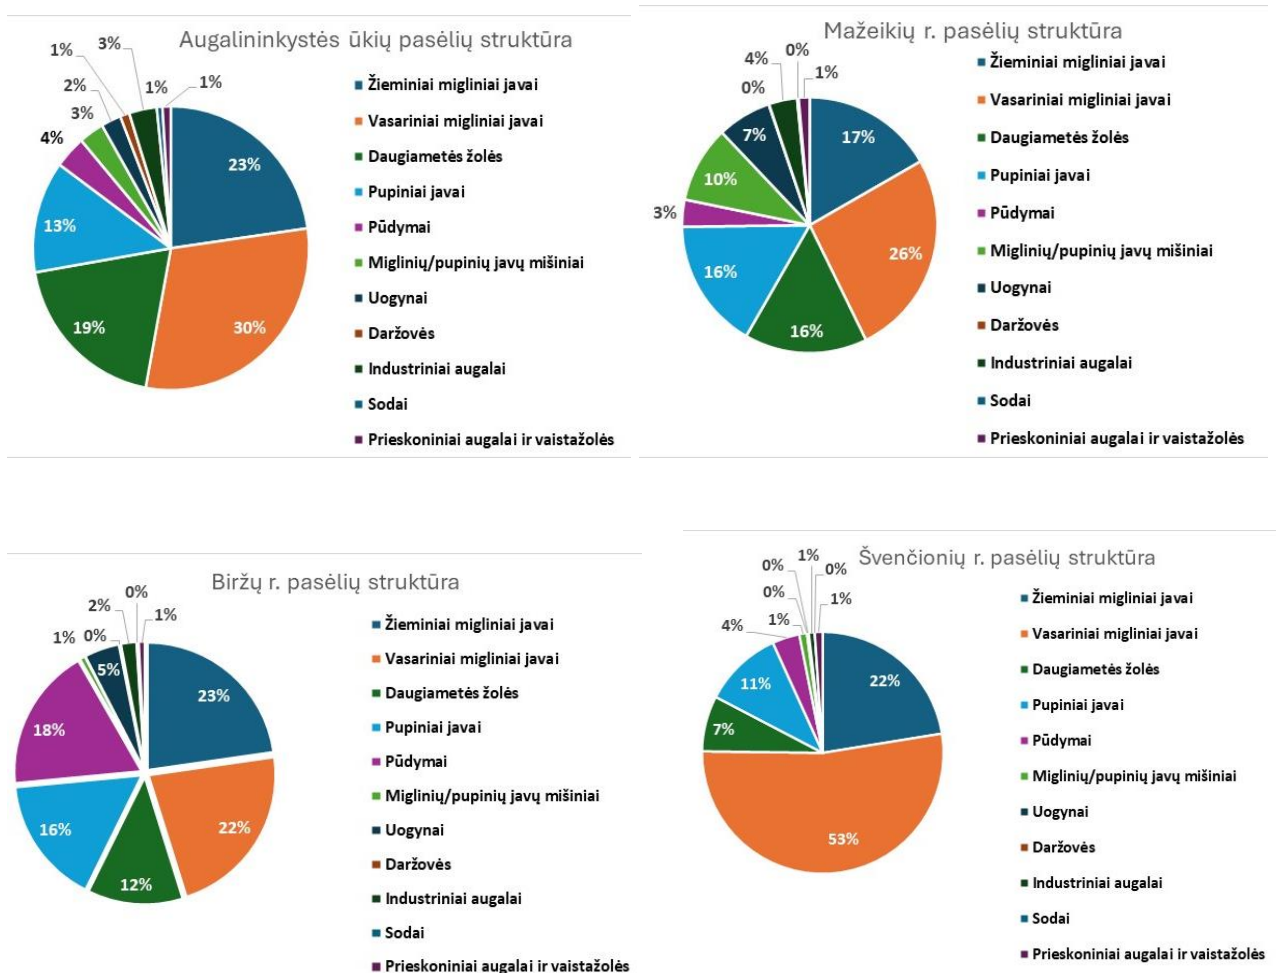 Augalininkystės ūkių pasėlių struktūra
1%
3%
1%
1%
2%
3%
4%
23%
13%
19%
30%
Žieminiai migliniai javai
Vasariniai migliniai javai
Daugiametės žolės
Pupiniai javai
Pūdymai
Miglinių/pupinių javų mišiniai
Uogynai
Daržovės
Industriniai augalai
Sodai
Prieskoniniai augalai ir vaistažolės
Mažeikių r. pasėlių struktūra
4%
0%
1%
0%
7%
17%
10%
3%
26%
16%
16%
Žieminiai migliniai javai
Vasariniai migliniai javai
Daugiametės žolės
Pupiniai javai
Pūdymai
Miglinių/pupinių javų mišiniai
Uogynai
Daržovės
Industriniai augalai
Sodai
Prieskoniniai augalai ir vaistažolės
Biržų r. pasėlių struktūra
0%
2%
1%
1%
0%
5%
23%
18%
16%
22%
12%
Žieminiai migliniai javai
Vasariniai migliniai javai
Daugiametės žolės
Pupiniai javai
Pūdymai
Miglinių/pupinių javų mišiniai
Uogynai
Daržovės
Industriniai augalai
Sodai
Prieskoniniai augalai ir vaistažolės
Švenčionių r. pasėlių struktūra
1%
0%
0%
0%
1%
1%
4%
22%
11%
7%
53%
Žieminiai migliniai javai
Vasariniai migliniai javai
Daugiametės žolės
Pupiniai javai
Pūdymai
Miglinių/pupinių javų mišiniai
Uogynai
Daržovės
Industriniai augalai
Sodai
Prieskoniniai augalai ir vaistažolės